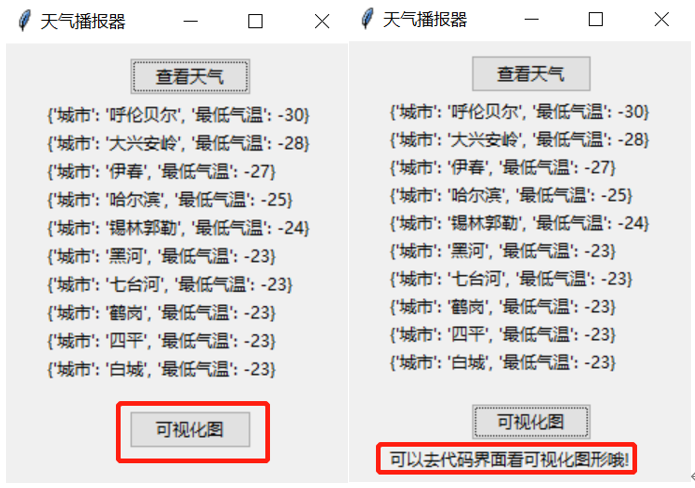 天气播报器
查看天气
{'城市': '呼伦贝尔', '最低气温': -30}
{'城市': '大兴安岭', '最低气温': -28}
{'城市': '伊春', '最低气温': -27}
{'城市': '哈尔滨', '最低气温': -25}
{'城市': '锡林郭勒', '最低气温': -24}
{'城市': '黑河', '最低气温': -23}
{'城市': '七台河', '最低气温': -23}
{'城市': '鹤岗', '最低气温': -23}
{'城市': '四平', '最低气温': -23}
{'城市': '白城', '最低气温': -23}
可视化图
天气播报器
查看天气
{'城市': '呼伦贝尔', '最低气温': -30}
{'城市': '大兴安岭', '最低气温': -28}
{'城市': '伊春', '最低气温': -27}
{'城市': '哈尔滨', '最低气温': -25}
{'城市': '锡林郭勒', '最低气温': -24}
{'城市': '黑河', '最低气温': -23}
{'城市': '七台河', '最低气温': -23}
{'城市': '鹤岗', '最低气温': -23}
{'城市': '四平', '最低气温': -23}
{'城市': '白城', '最低气温': -23}
可视化图
可以去代码界面看可视化图形哦!